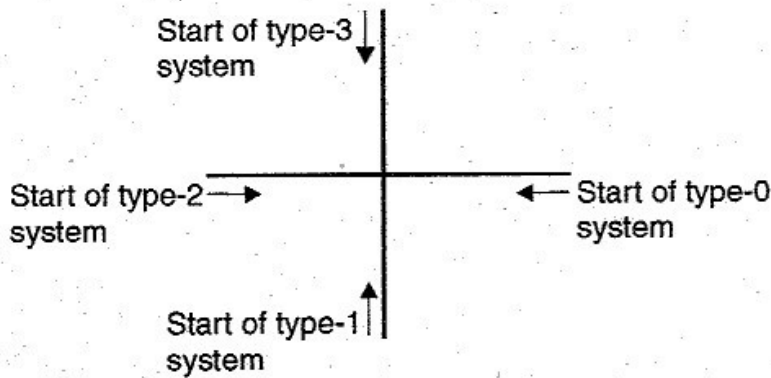 Start of type-3
system
Start of type-2
system
Start of type-0
system
Start of type-1
system